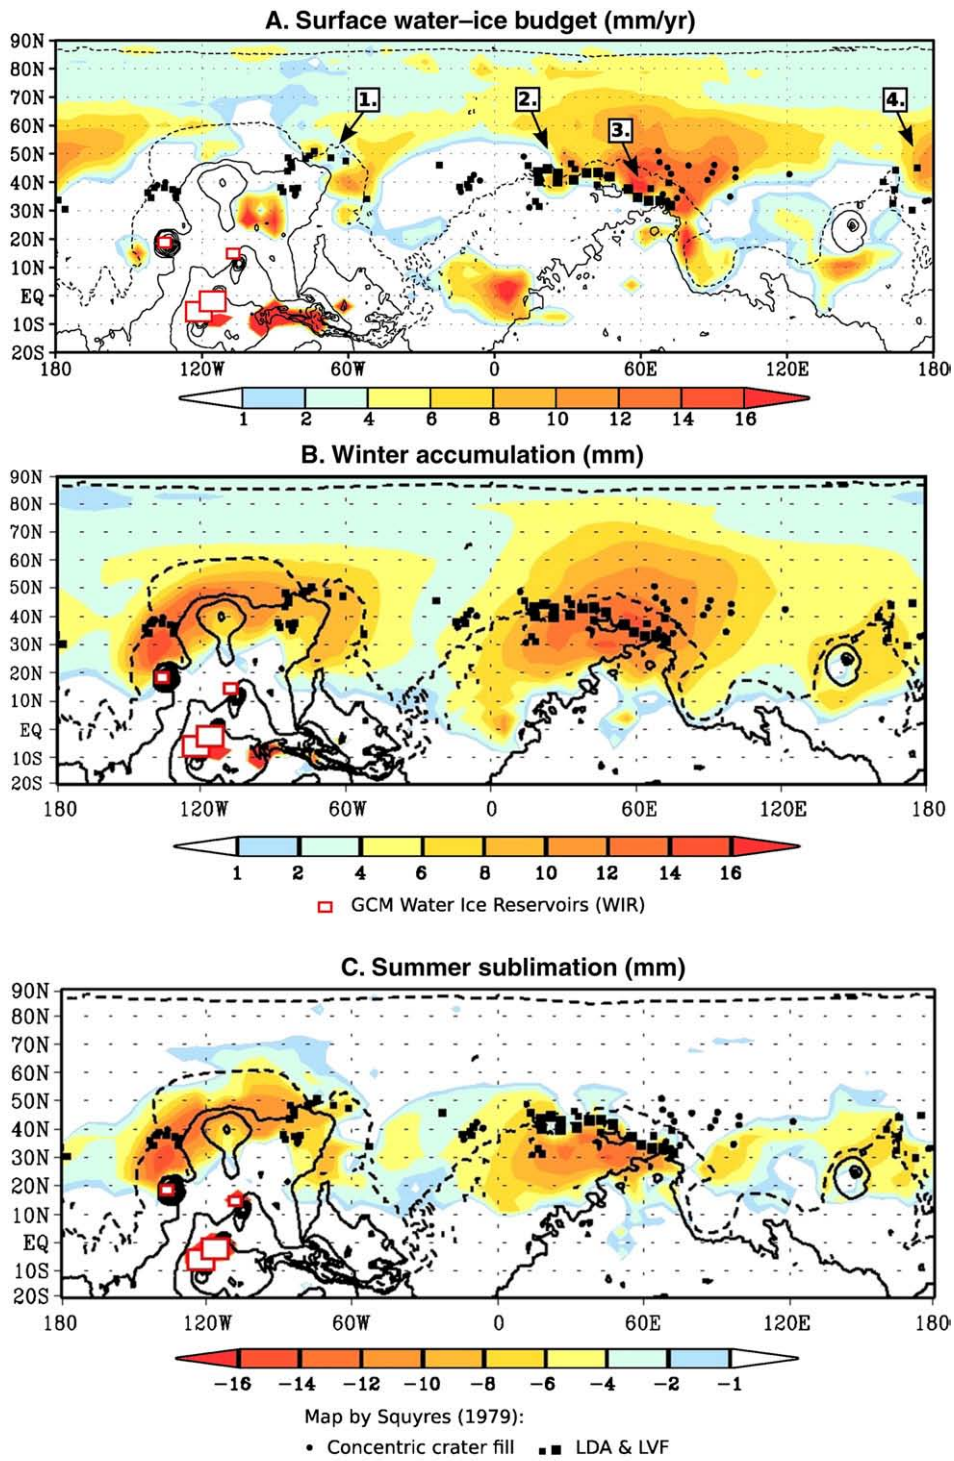 A. Surface water–ice budget (mm/yr)
90N
80N
70N
60N
50N
40N
30N
20N
10N
EQ
10S
20S
1.
2.
3.
4.
180 120W 60W 0 60E 120E 180
1 2 4 6 8 10 12 14 16
B. Winter accumulation (mm)
90N
80N
70N
60N
50N
40N
30N
20N
10N
EQ
10S
20S
180 120W 60W 0 60E 120E 180
1 2 4 6 8 10 12 14 16
GCM Water Ice Reservoirs (WIR)
C. Summer sublimation (mm)
90N
80N
70N
60N
50N
40N
30N
20N
10N
EQ
10S
20S
180 120W 60W 0 60E 120E 180
−16 −14 −12 −10 −8 −6 −4 −2 −1
Map by Squyres (1979):
Concentric crater fill LDA & LVF